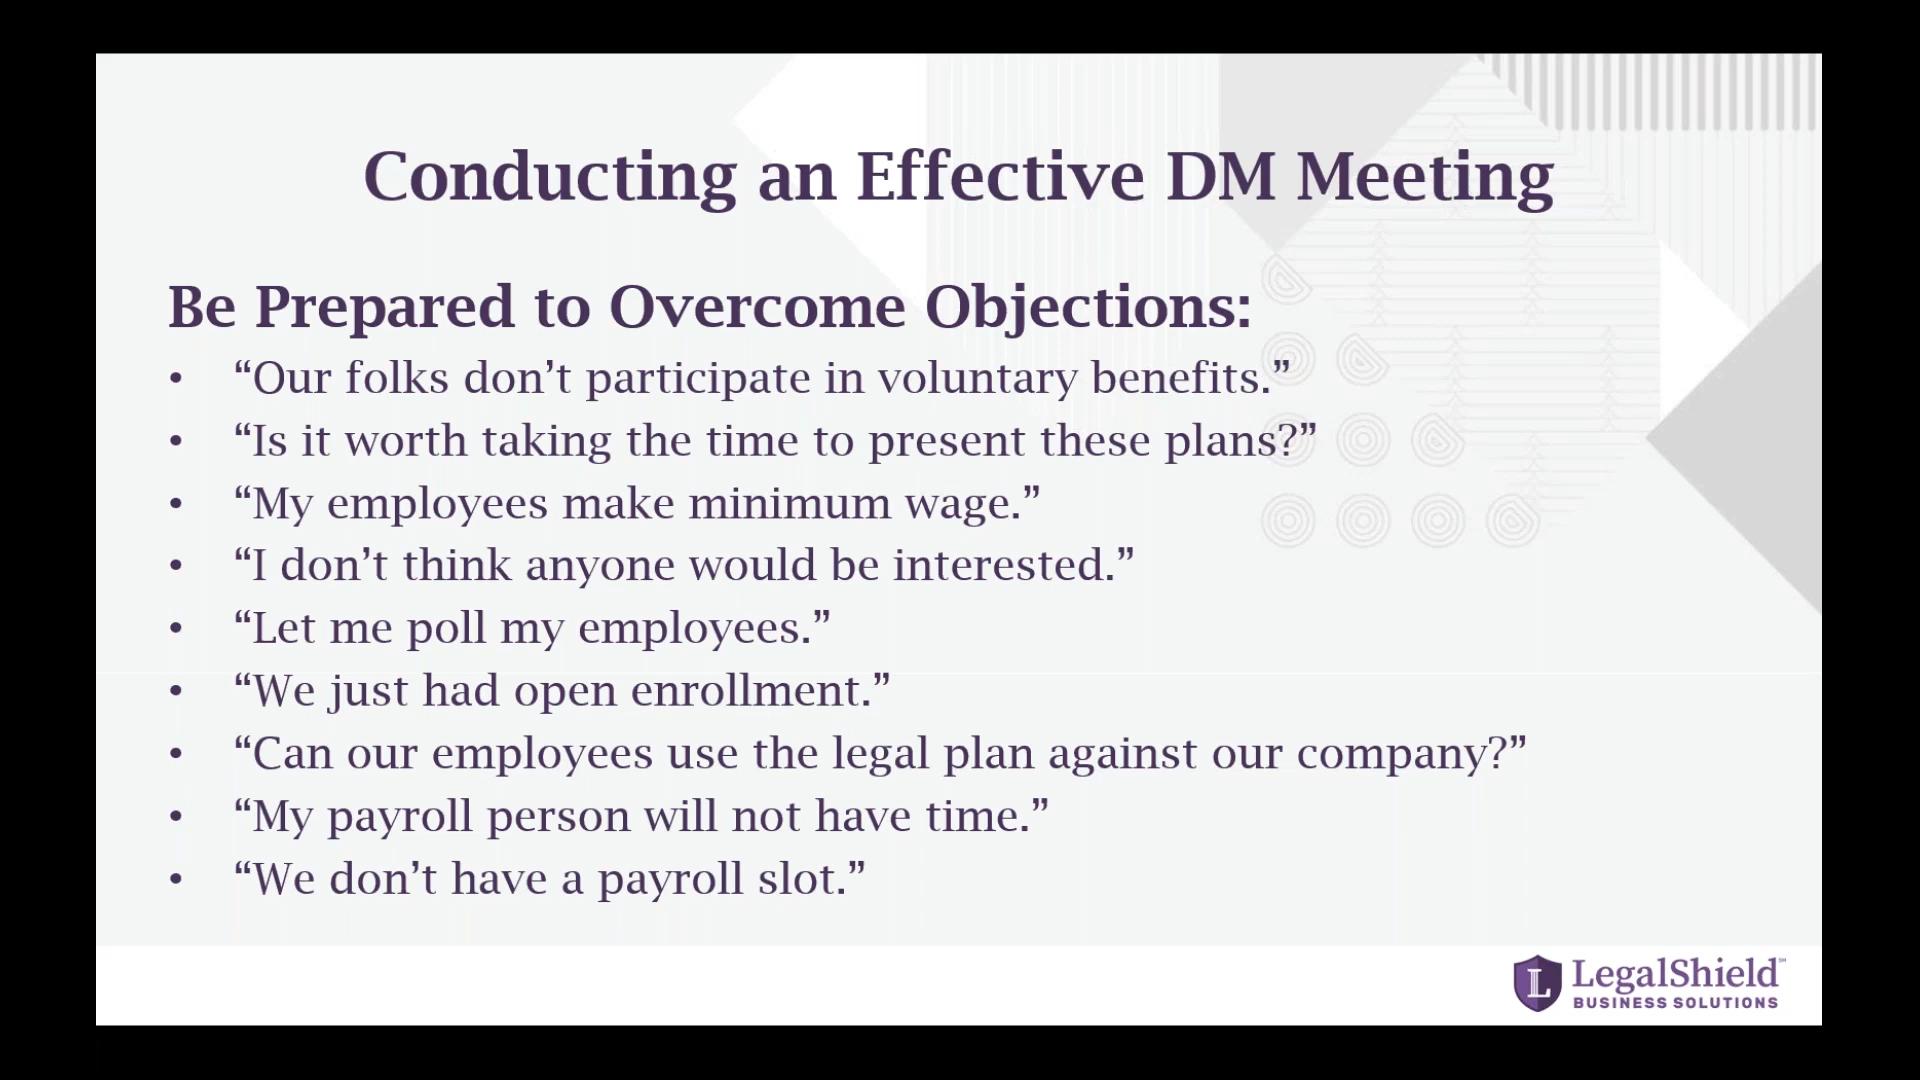 Conducting an Effective DM Meeting
Be Prepared to Overcome Objections:
• “Our folks don’t participate in voluntary benefits.”
• “Is it worth taking the time to present these plans?”
• “My employees make minimum wage.”
• “I don’t think anyone would be interested.”
• “Let me poll my employees.”
• “We just had open enrollment.”
• “Can our employees use the legal plan against our company?”
• “My payroll person will not have time.”
• “We don’t have a payroll slot.”
L LegalShield℠
BUSINESS SOLUTIONS